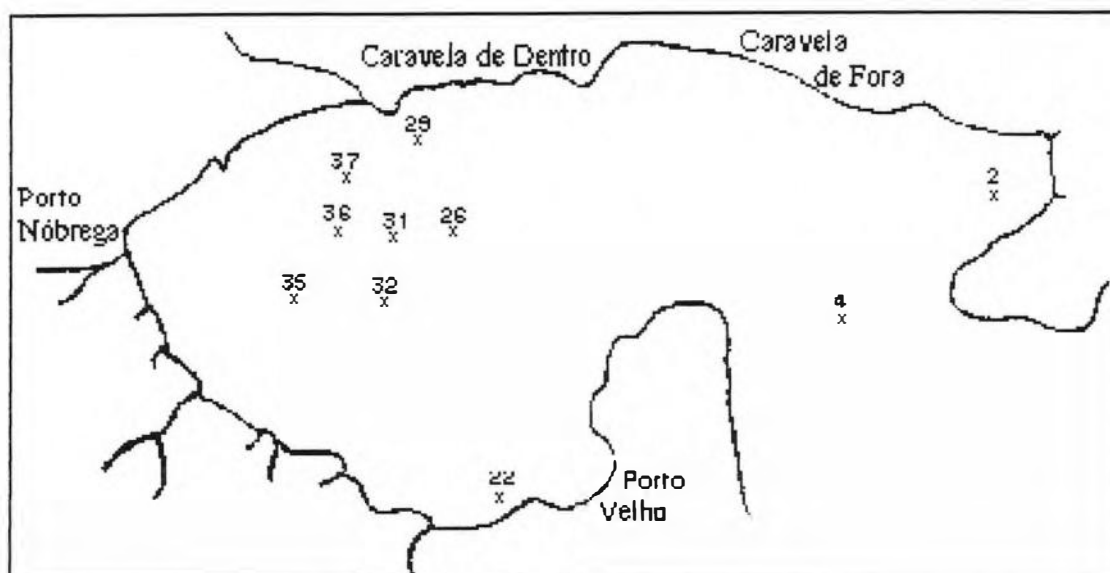 Caravela de Dentro
Caravela
de Fora
29
37
2
Porto
Nóbrega
36
31
26
35
32
4
22
Porto
Velho